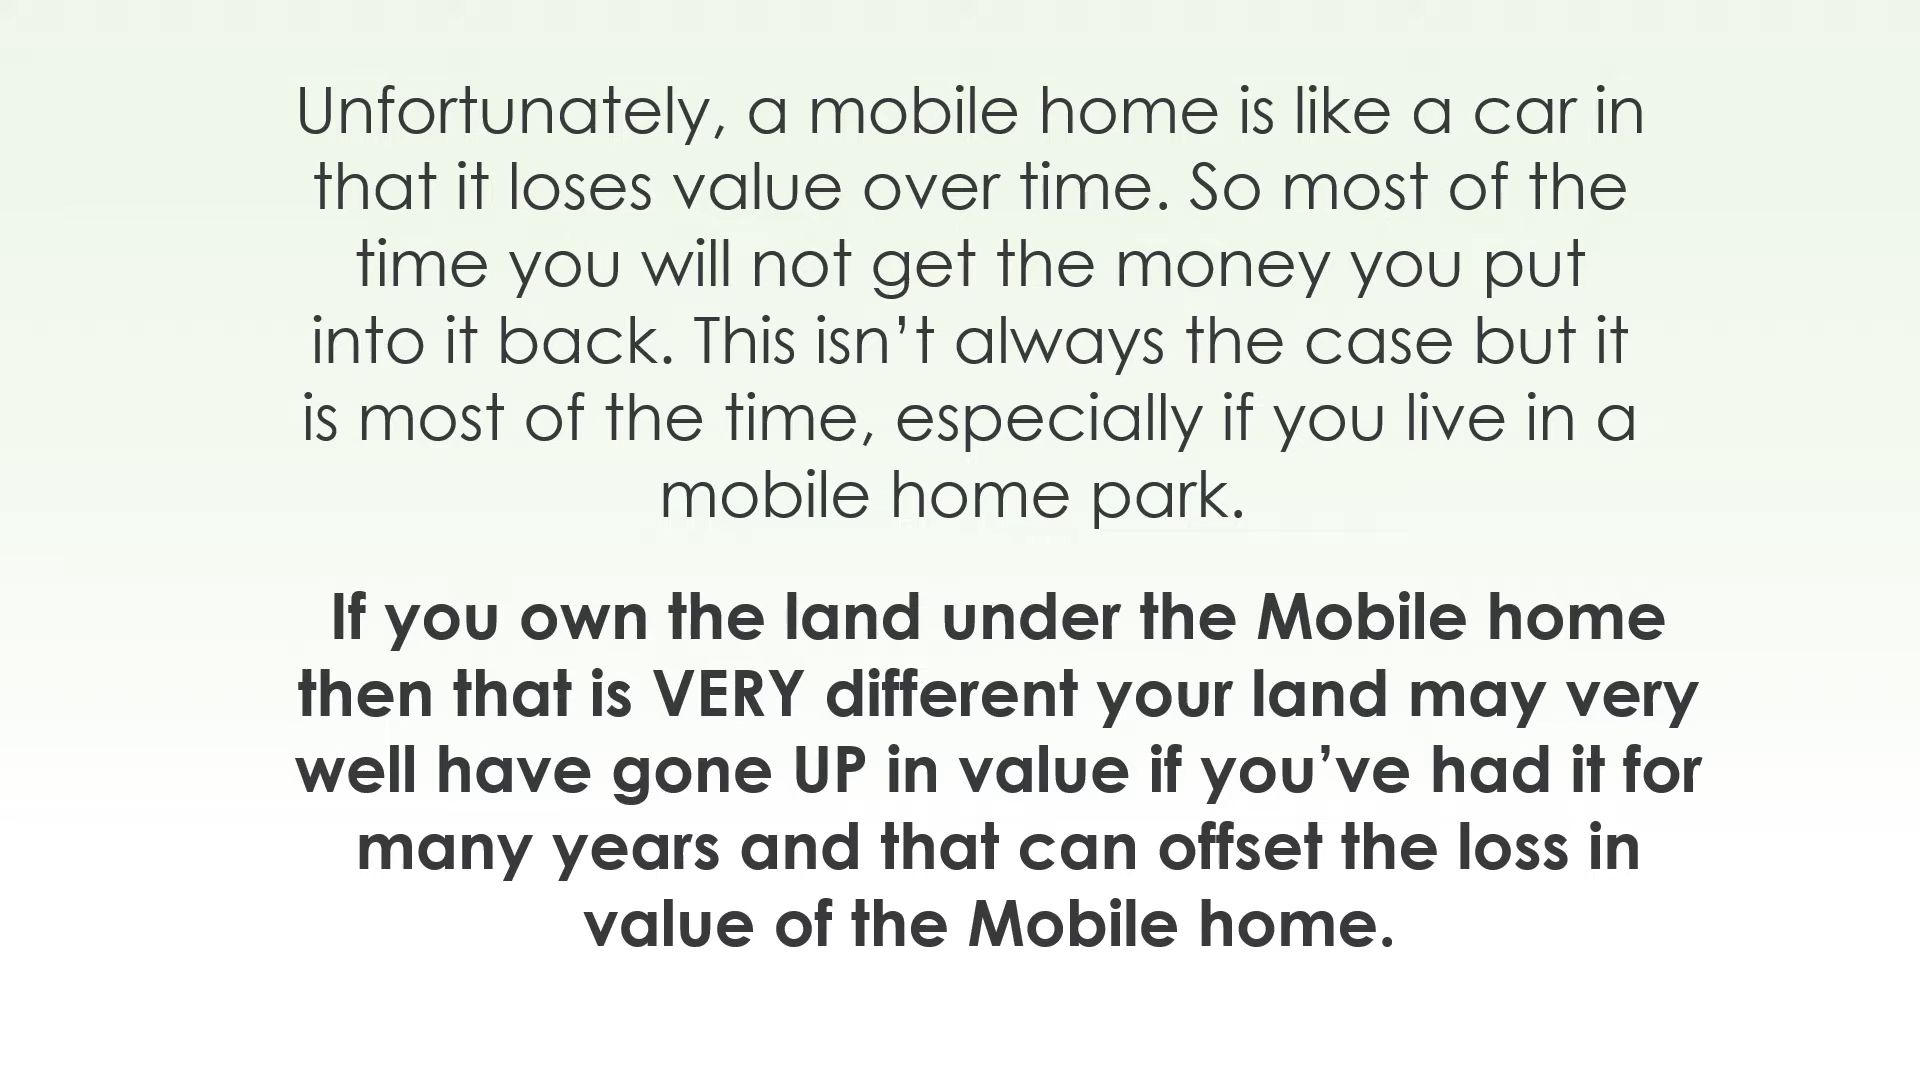 Unfortunately, a mobile home is like a car in
that it loses value over time. So most of the
time you will not get the money you put
into it back. This isn’t always the case but it
is most of the time, especially if you live in a
mobile home park.
If you own the land under the Mobile home
then that is VERY different your land may very
well have gone UP in value if you’ve had it for
many years and that can offset the loss in
value of the Mobile home.